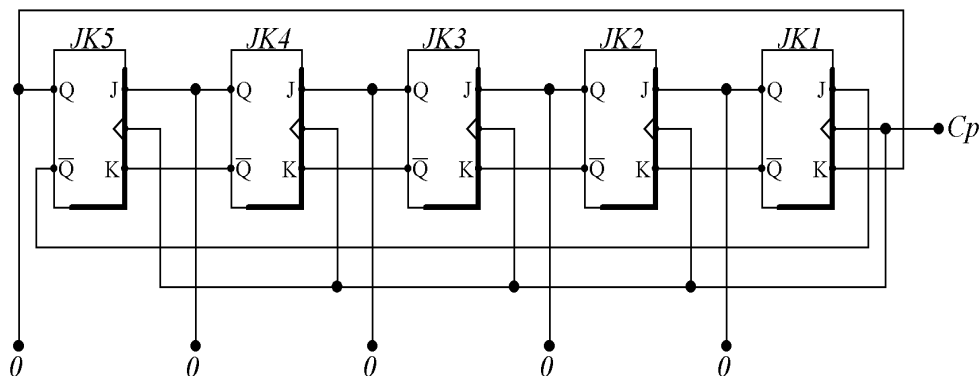 JK5 JK4 JK3 JK2 JK1
Q J Q J Q J Q J Q J
Cp
Q̅ K Q̅ K Q̅ K Q̅ K Q̅ K
0 0 0 0 0